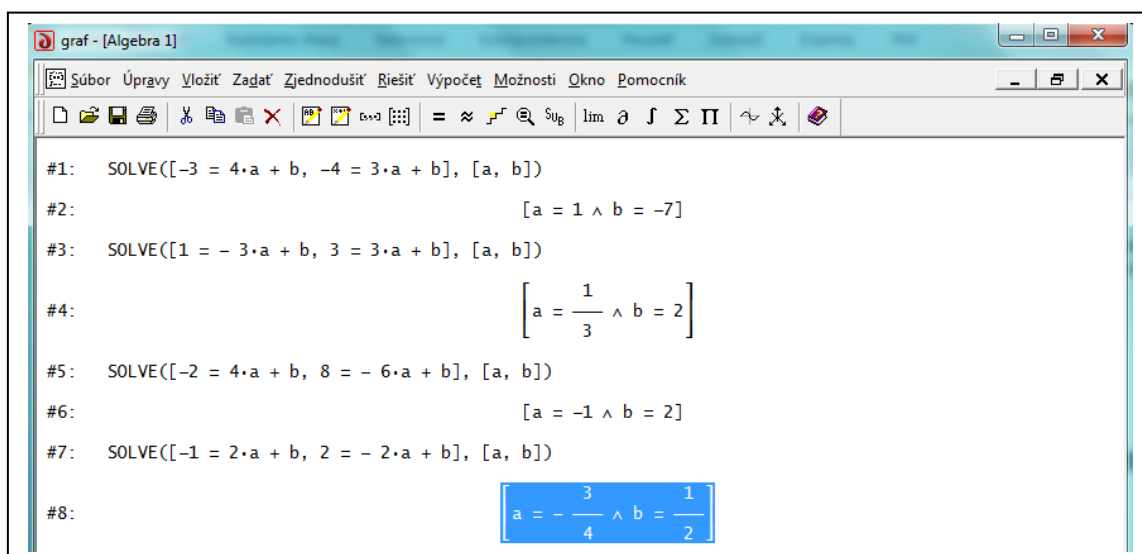 graf - [Algebra 1]
Súbor Úpravy Vložiť Zadať Zjednodušiť Riešiť Výpočet Možnosti Okno Pomocník
= ≈ SUB lim ∂ ∫ Σ Π
#1: SOLVE([–3 = 4·a + b, –4 = 3·a + b], [a, b])
#2: [a = 1 ∧ b = –7]
#3: SOLVE([1 = – 3·a + b, 3 = 3·a + b], [a, b])
#4: [a = 1/3 ∧ b = 2]
#5: SOLVE([–2 = 4·a + b, 8 = – 6·a + b], [a, b])
#6: [a = –1 ∧ b = 2]
#7: SOLVE([–1 = 2·a + b, 2 = – 2·a + b], [a, b])
#8: [a = – 3/4 ∧ b = 1/2]